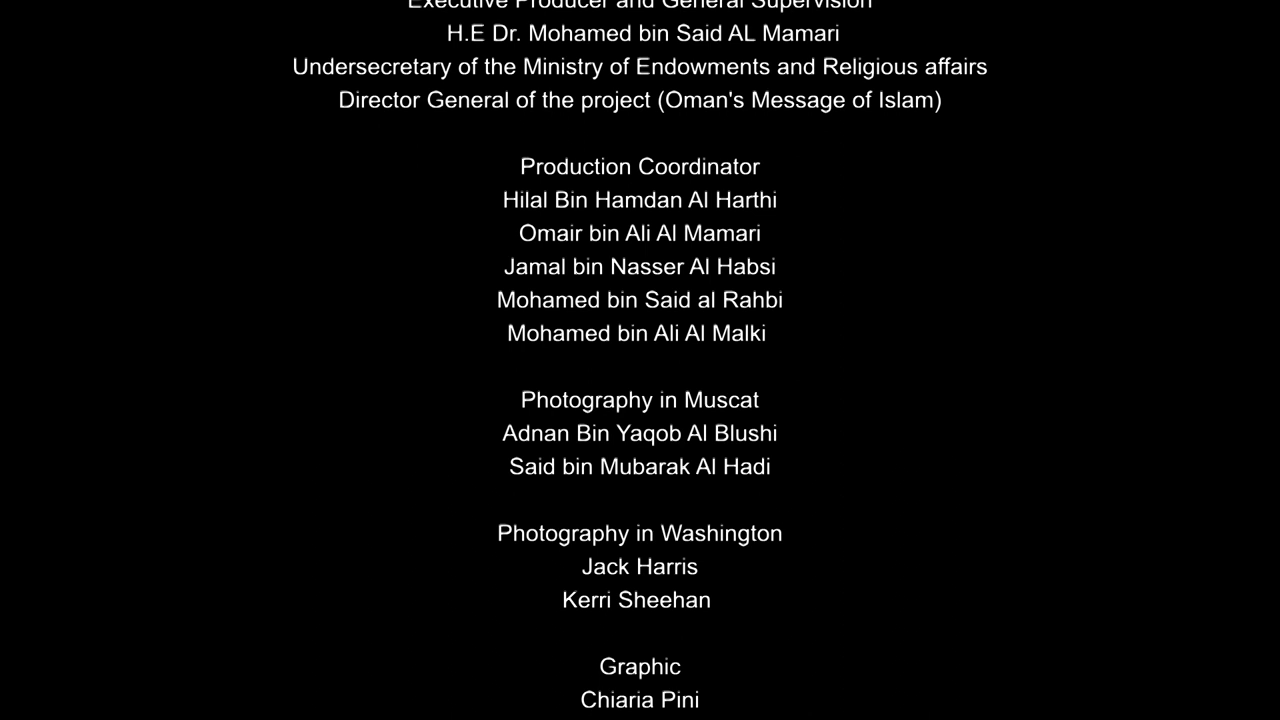 Executive Producer and General Supervision
H.E Dr. Mohamed bin Said AL Mamari
Undersecretary of the Ministry of Endowments and Religious affairs
Director General of the project (Oman's Message of Islam)
Production Coordinator
Hilal Bin Hamdan Al Harthi
Omair bin Ali Al Mamari
Jamal bin Nasser Al Habsi
Mohamed bin Said al Rahbi
Mohamed bin Ali Al Malki
Photography in Muscat
Adnan Bin Yaqob Al Blushi
Said bin Mubarak Al Hadi
Photography in Washington
Jack Harris
Kerri Sheehan
Graphic
Chiaria Pini